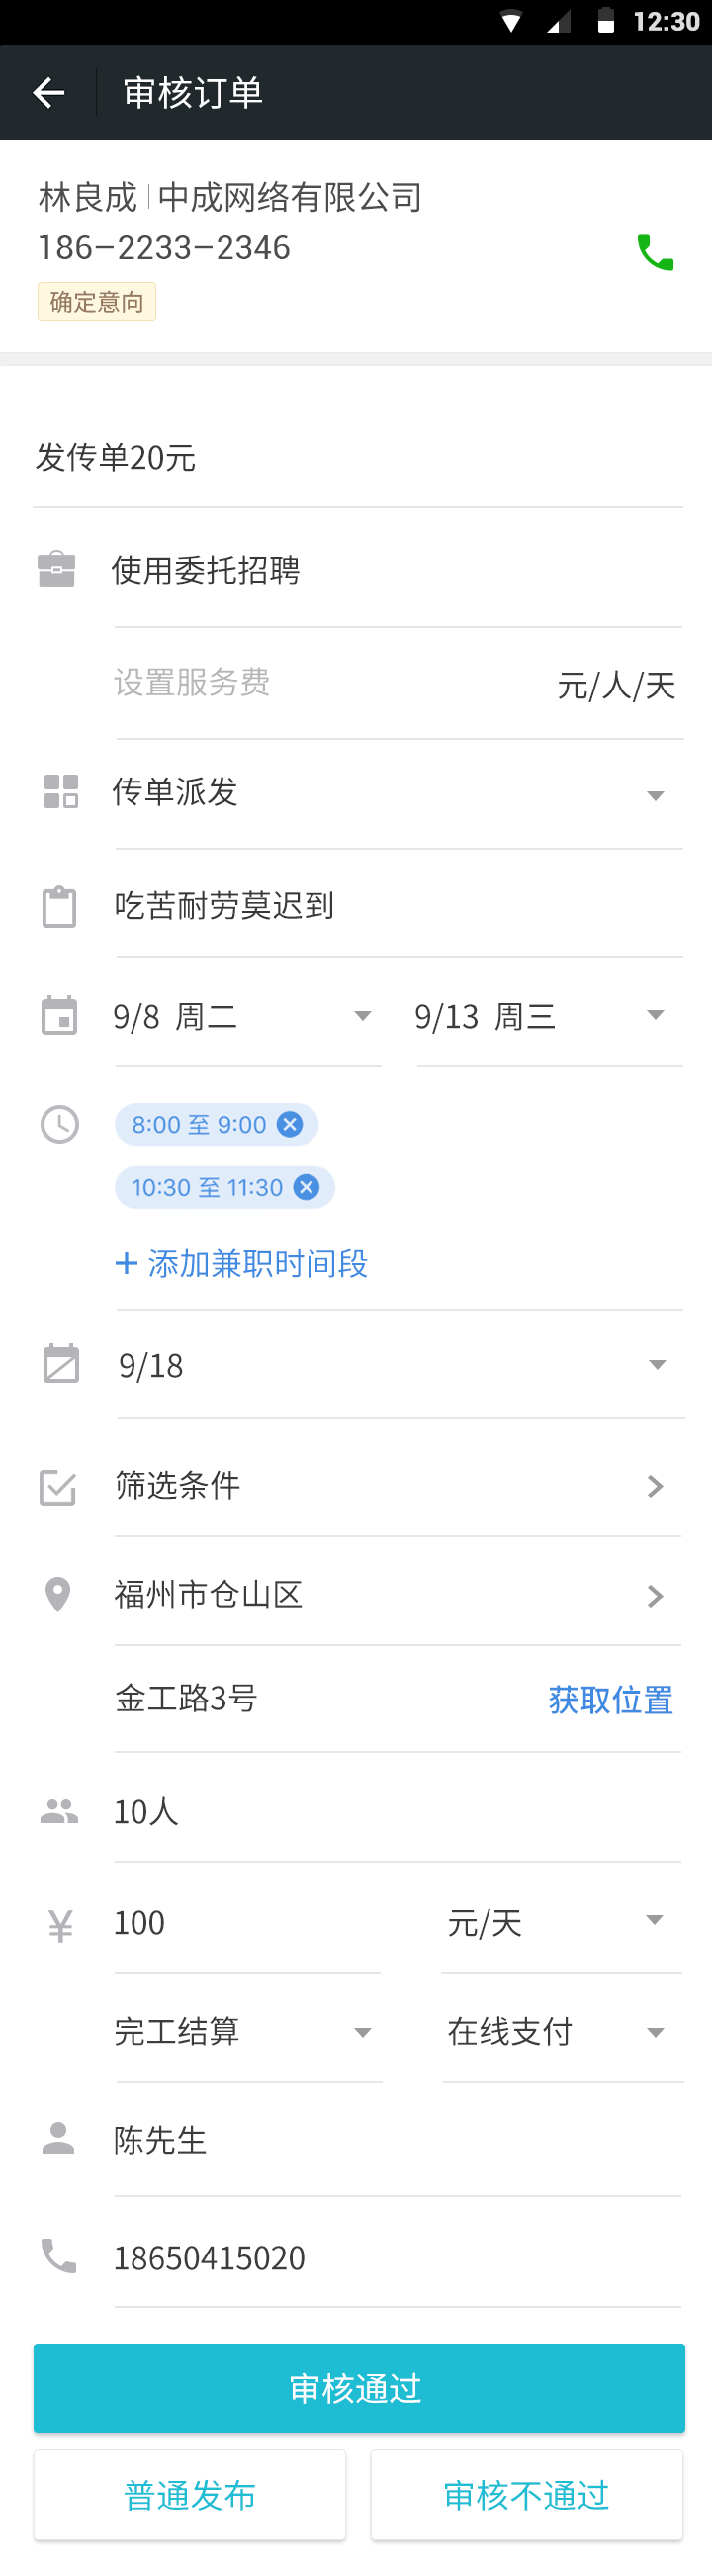 12:30
审核订单
林良成 | 中成网络有限公司
186-2233-2346
确定意向
发传单20元
使用委托招聘
设置服务费 元/人/天
传单派发
吃苦耐劳莫迟到
9/8 周二 9/13 周三
8:00 至 9:00
10:30 至 11:30
+ 添加兼职时间段
9/18
筛选条件
福州市仓山区
金工路3号 获取位置
10人
¥ 100 元/天
完工结算 在线支付
陈先生
18650415020
审核通过
普通发布 审核不通过